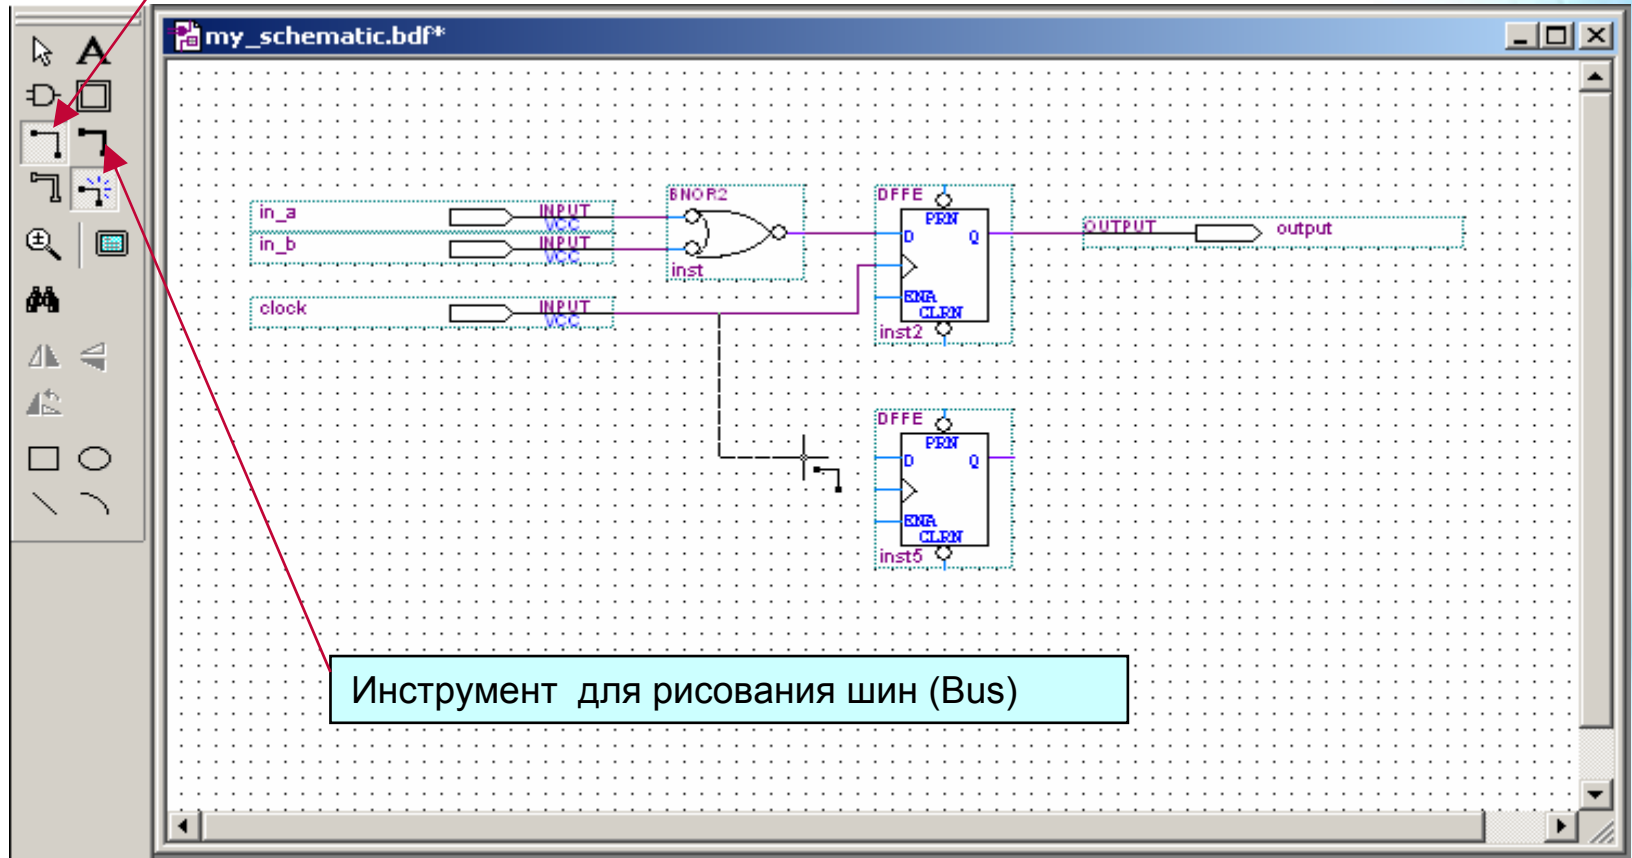 my_schematic.bdf*
A
in_a INPUT VCC
in_b INPUT VCC
clock INPUT VCC
BNOR2
inst
DFFE
PRN
D Q
ENA
CLRN
inst2
OUTPUT output
DFFE
PRN
D Q
ENA
CLRN
inst5
Инструмент для рисования шин (Bus)